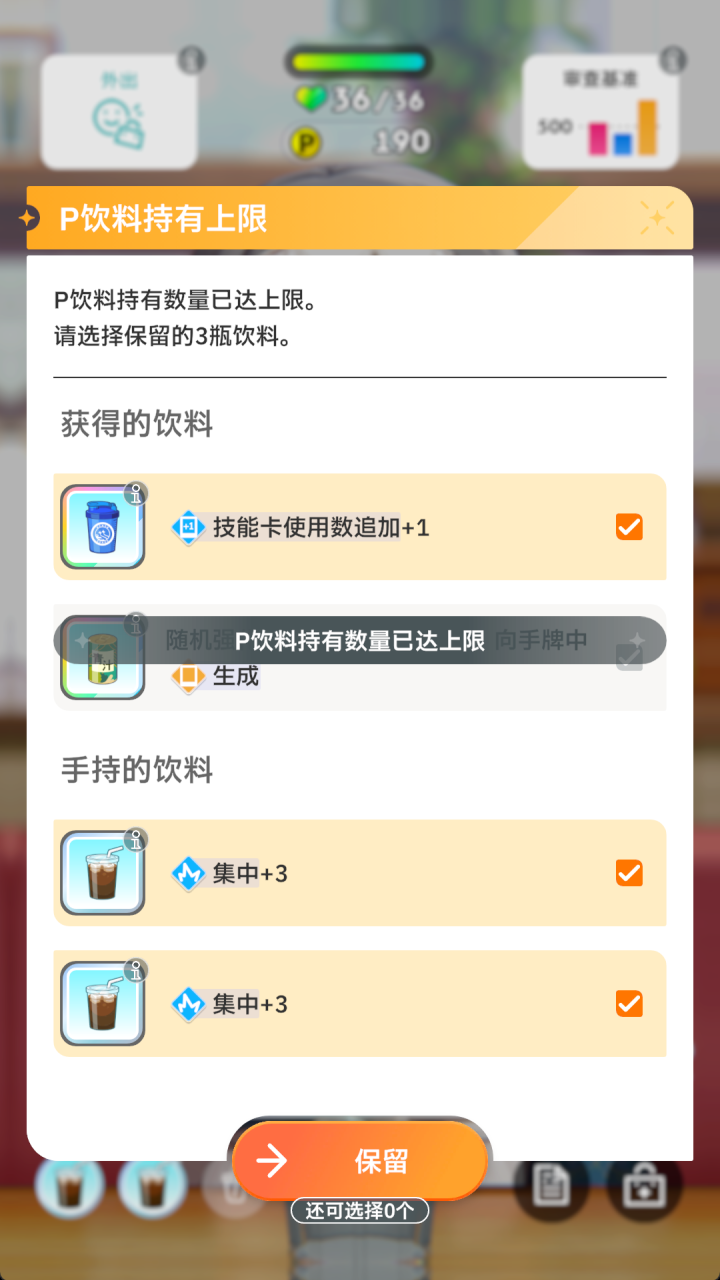 外出
36/36
P 190
审查基准
500
P饮料持有上限
P饮料持有数量已达上限。
请选择保留的3瓶饮料。
获得的饮料
+1 技能卡使用数追加+1
随机强
P饮料持有数量已达上限
向手牌中
青汁
生成
手持的饮料
集中+3
集中+3
保留
还可选择0个